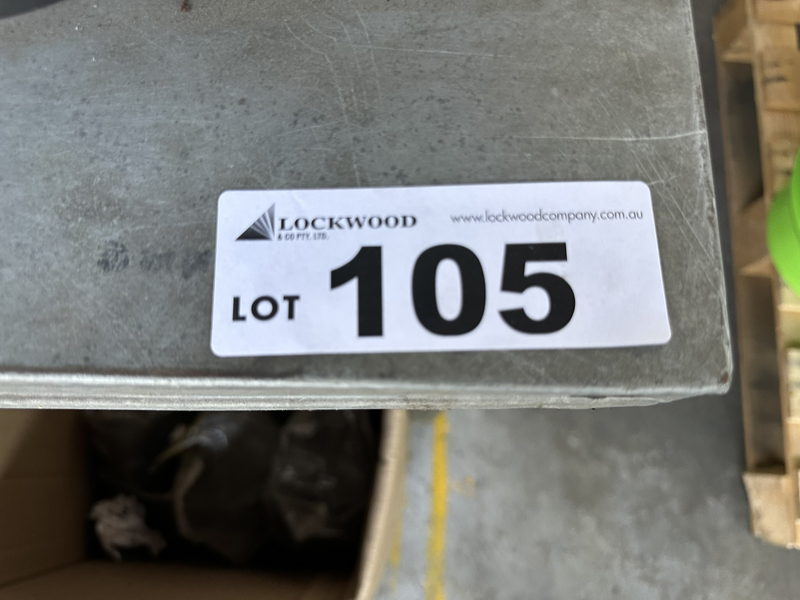 LOCKWOOD
& CO PTY. LTD.
www.lockwoodcompany.com.au
LOT 105